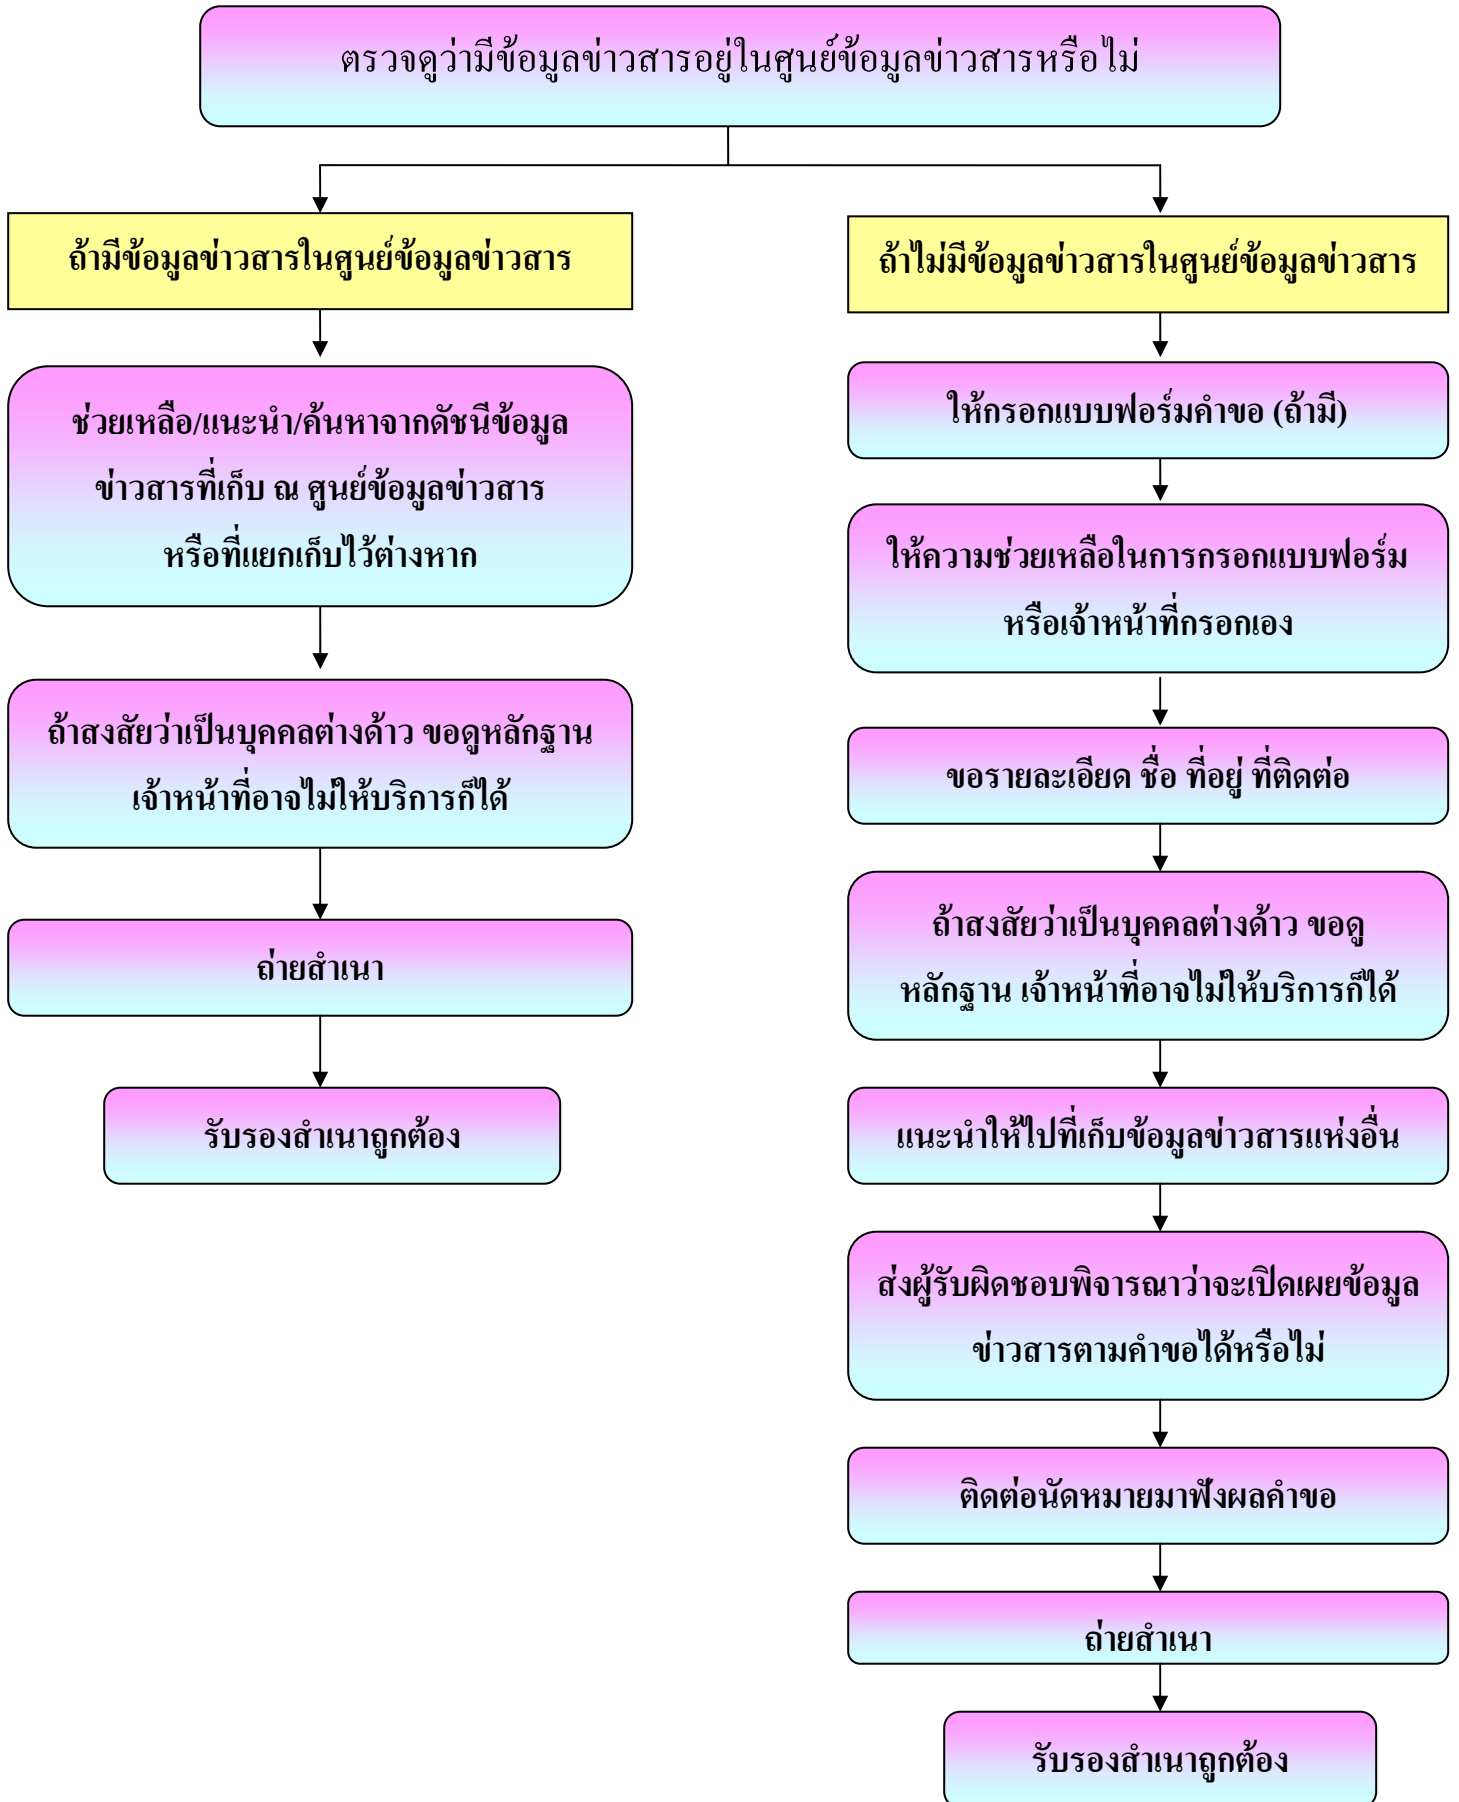 ตรวจดูว่ามีข้อมูลข่าวสารอยู่ในศูนย์ข้อมูลข่าวสารหรือไม่
ถ้ามีข้อมูลข่าวสารในศูนย์ข้อมูลข่าวสาร
ช่วยเหลือ/แนะนำ/ค้นหาจากดัชนีข้อมูล
ข่าวสารที่เก็บ ณ ศูนย์ข้อมูลข่าวสาร
หรือที่แยกเก็บไว้ต่างหาก
ถ้าสงสัยว่าเป็นบุคคลต่างด้าว ขอดูหลักฐาน
เจ้าหน้าที่อาจไม่ให้บริการก็ได้
ถ่ายสำเนา
รับรองสำเนาถูกต้อง
ถ้าไม่มีข้อมูลข่าวสารในศูนย์ข้อมูลข่าวสาร
ให้กรอกแบบฟอร์มคำขอ (ถ้ามี)
ให้ความช่วยเหลือในการกรอกแบบฟอร์ม
หรือเจ้าหน้าที่กรอกเอง
ขอรายละเอียด ชื่อ ที่อยู่ ที่ติดต่อ
ถ้าสงสัยว่าเป็นบุคคลต่างด้าว ขอดู
หลักฐาน เจ้าหน้าที่อาจไม่ให้บริการก็ได้
แนะนำให้ไปที่เก็บข้อมูลข่าวสารแห่งอื่น
ส่งผู้รับผิดชอบพิจารณาว่าจะเปิดเผยข้อมูล
ข่าวสารตามคำขอได้หรือไม่
ติดต่อนัดหมายมาฟังผลคำขอ
ถ่ายสำเนา
รับรองสำเนาถูกต้อง